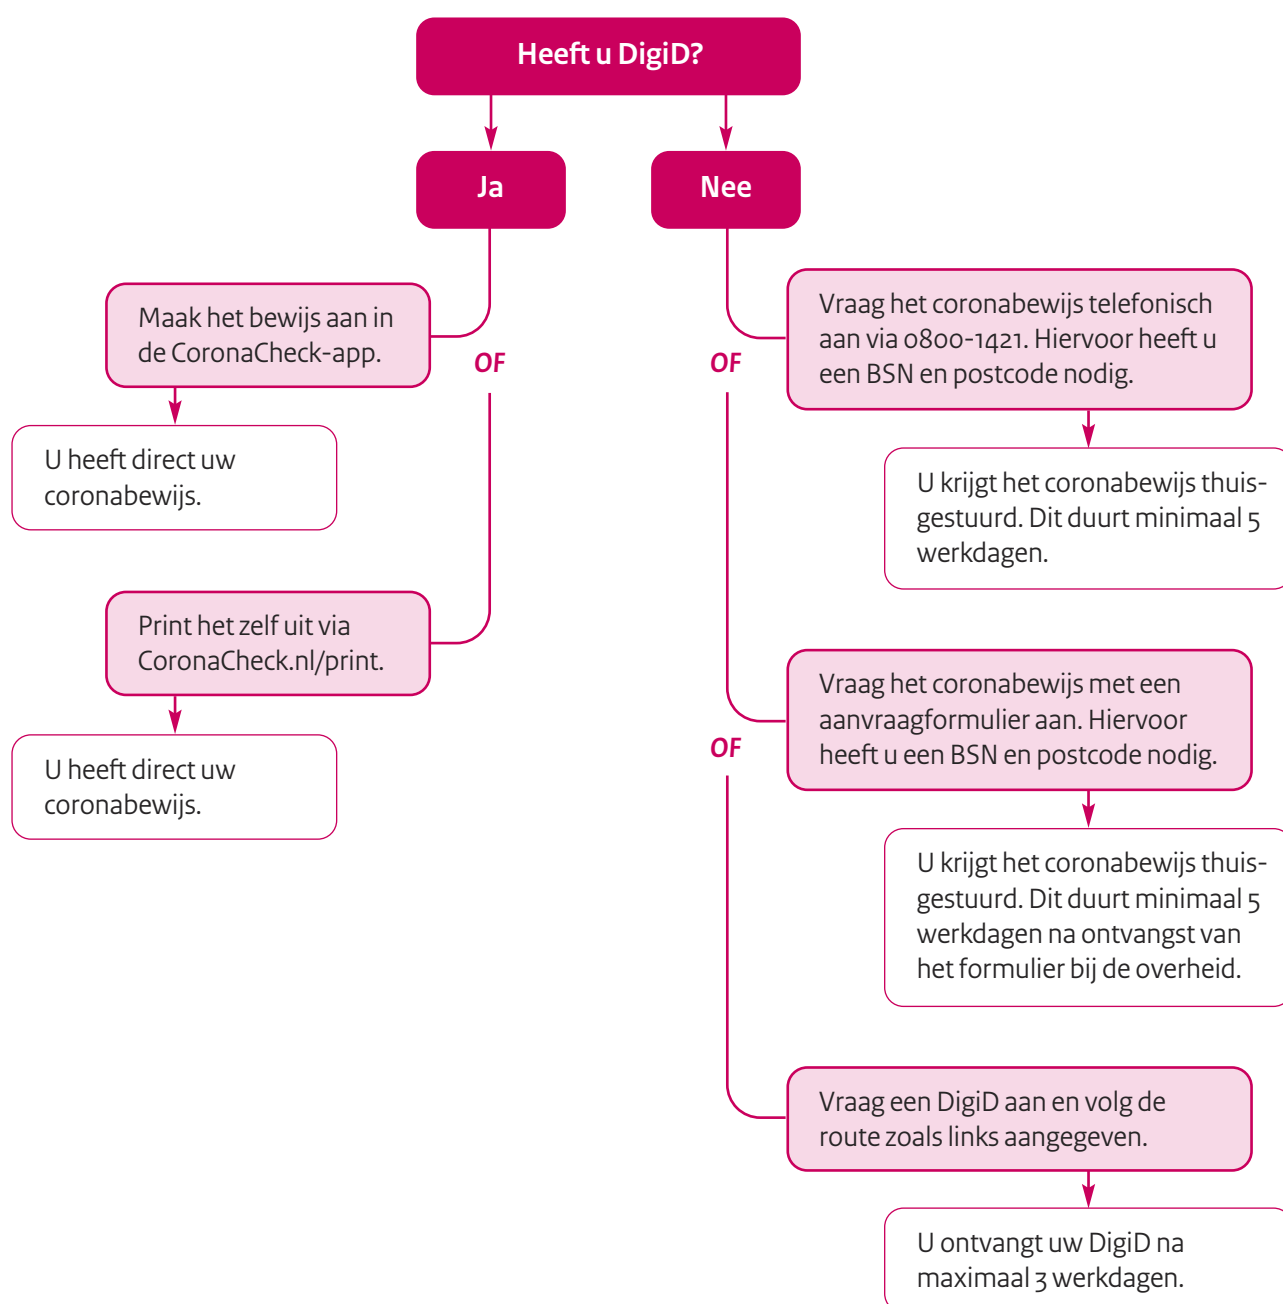 Heeft u DigiD?
Ja
Nee
Maak het bewijs aan in
de CoronaCheck-app.
OF
U heeft direct uw
coronabewijs.
Print het zelf uit via
CoronaCheck.nl/print.
U heeft direct uw
coronabewijs.
Vraag het coronabewijs telefonisch
aan via 0800-1421. Hiervoor heeft u
een BSN en postcode nodig.
OF
U krijgt het coronabewijs thuis-
gestuurd. Dit duurt minimaal 5
werkdagen.
Vraag het coronabewijs met een
aanvraagformulier aan. Hiervoor
heeft u een BSN en postcode nodig.
OF
U krijgt het coronabewijs thuis-
gestuurd. Dit duurt minimaal 5
werkdagen na ontvangst van
het formulier bij de overheid.
Vraag een DigiD aan en volg de
route zoals links aangegeven.
U ontvangt uw DigiD na
maximaal 3 werkdagen.